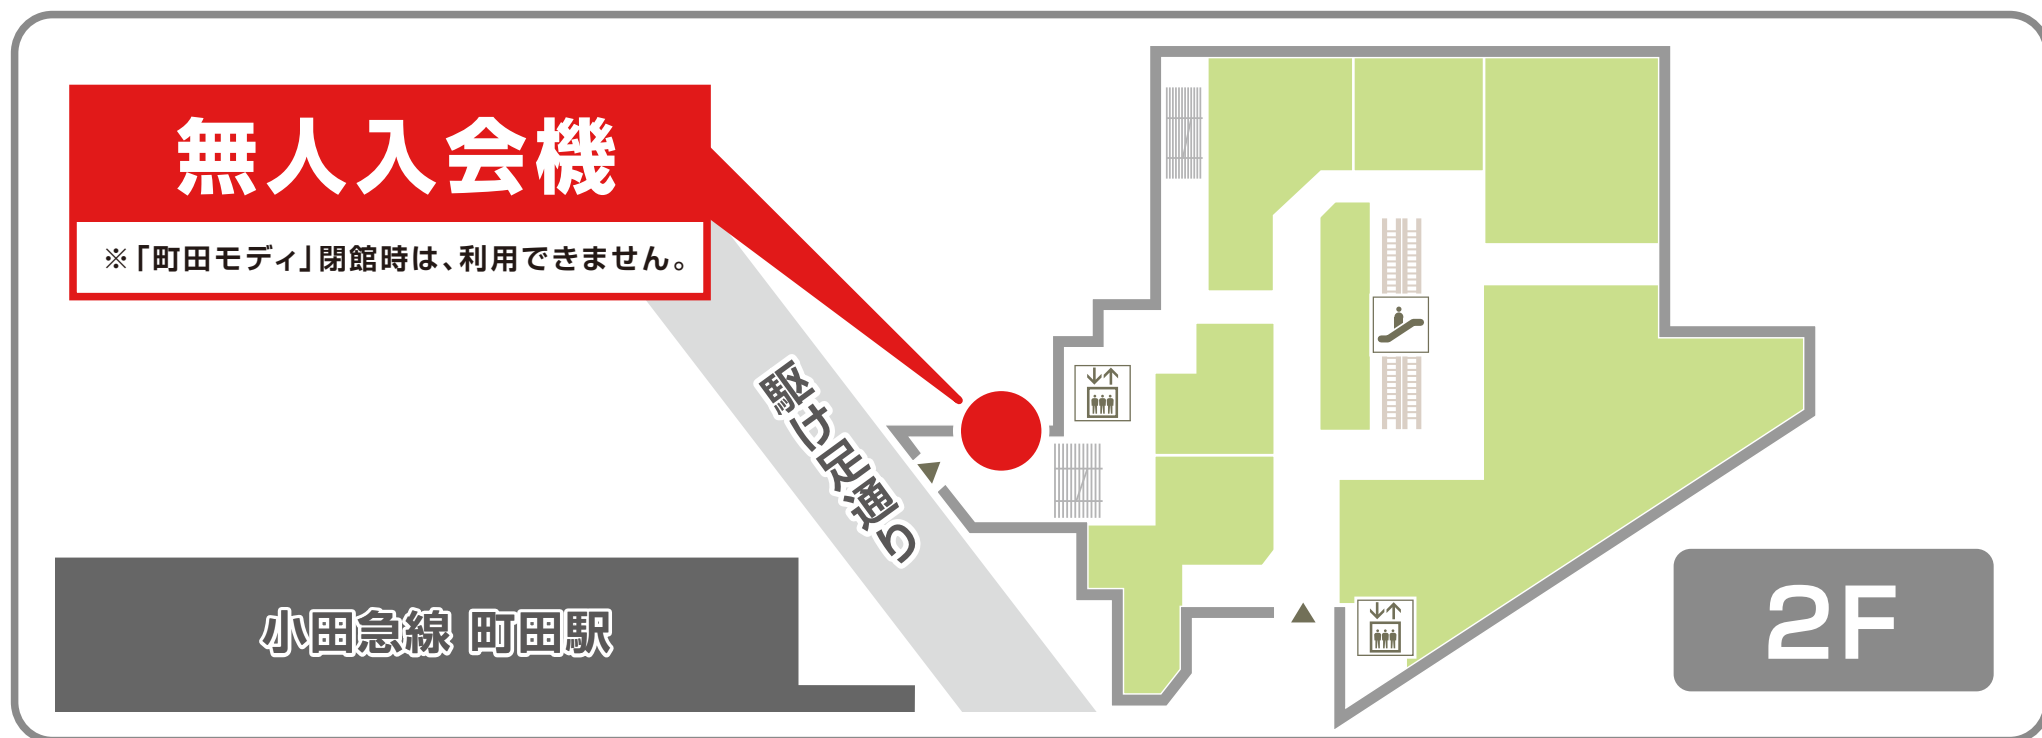 無人入会機
※「町田モディ」閉館時は、利用できません。
駆け足通り
小田急線 町田駅
2F